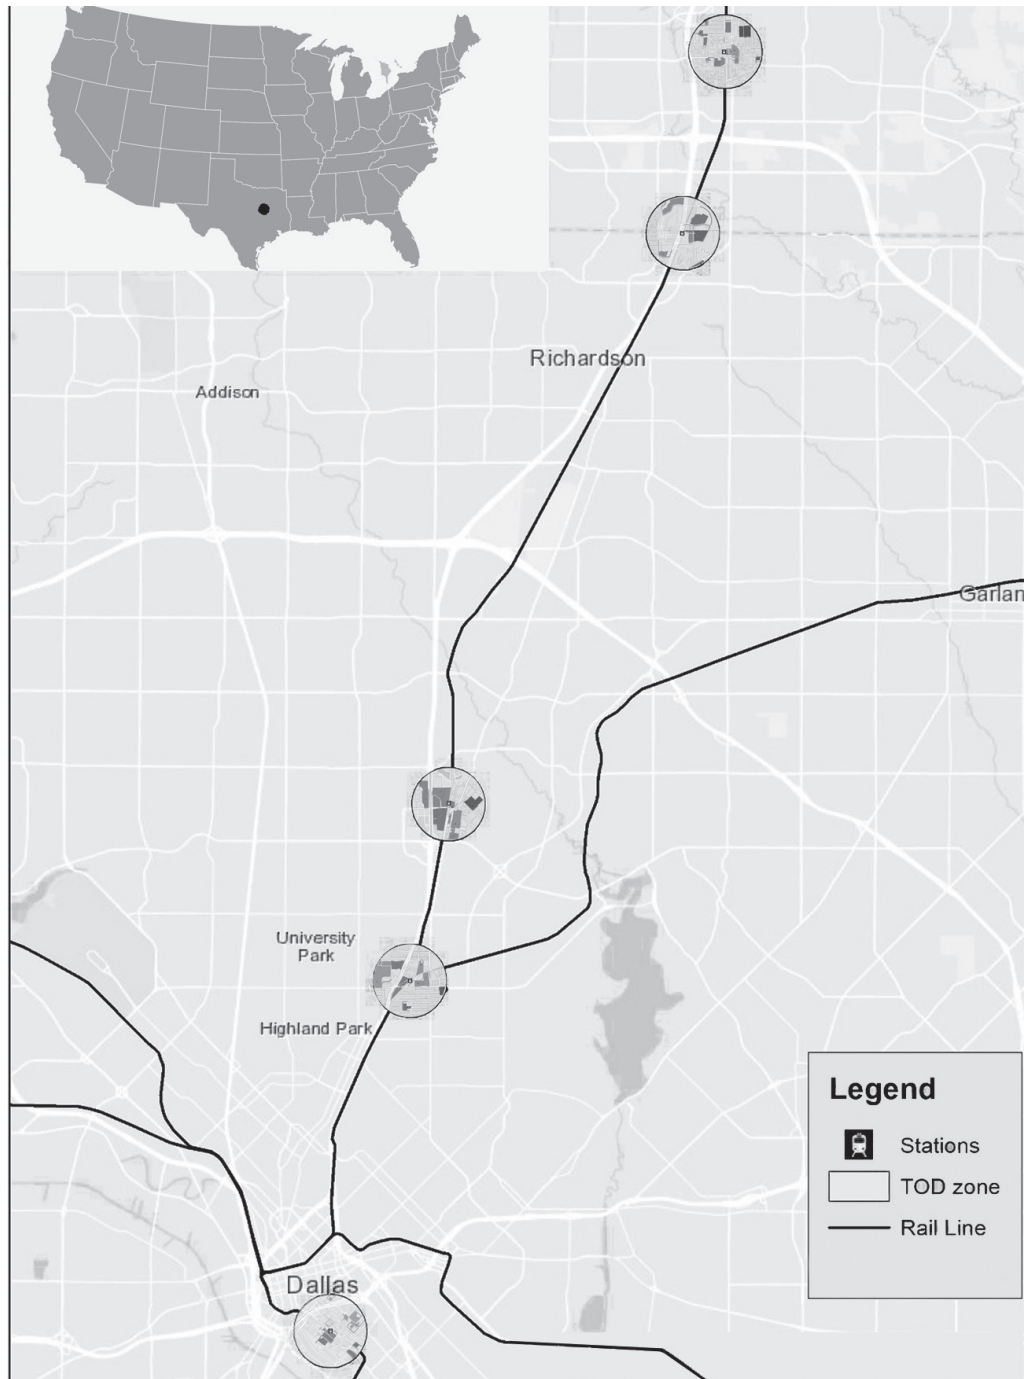 Richardson
Addison
Garlan
University
Park
Highland Park
Legend
Stations
TOD zone
Rail Line
Dallas